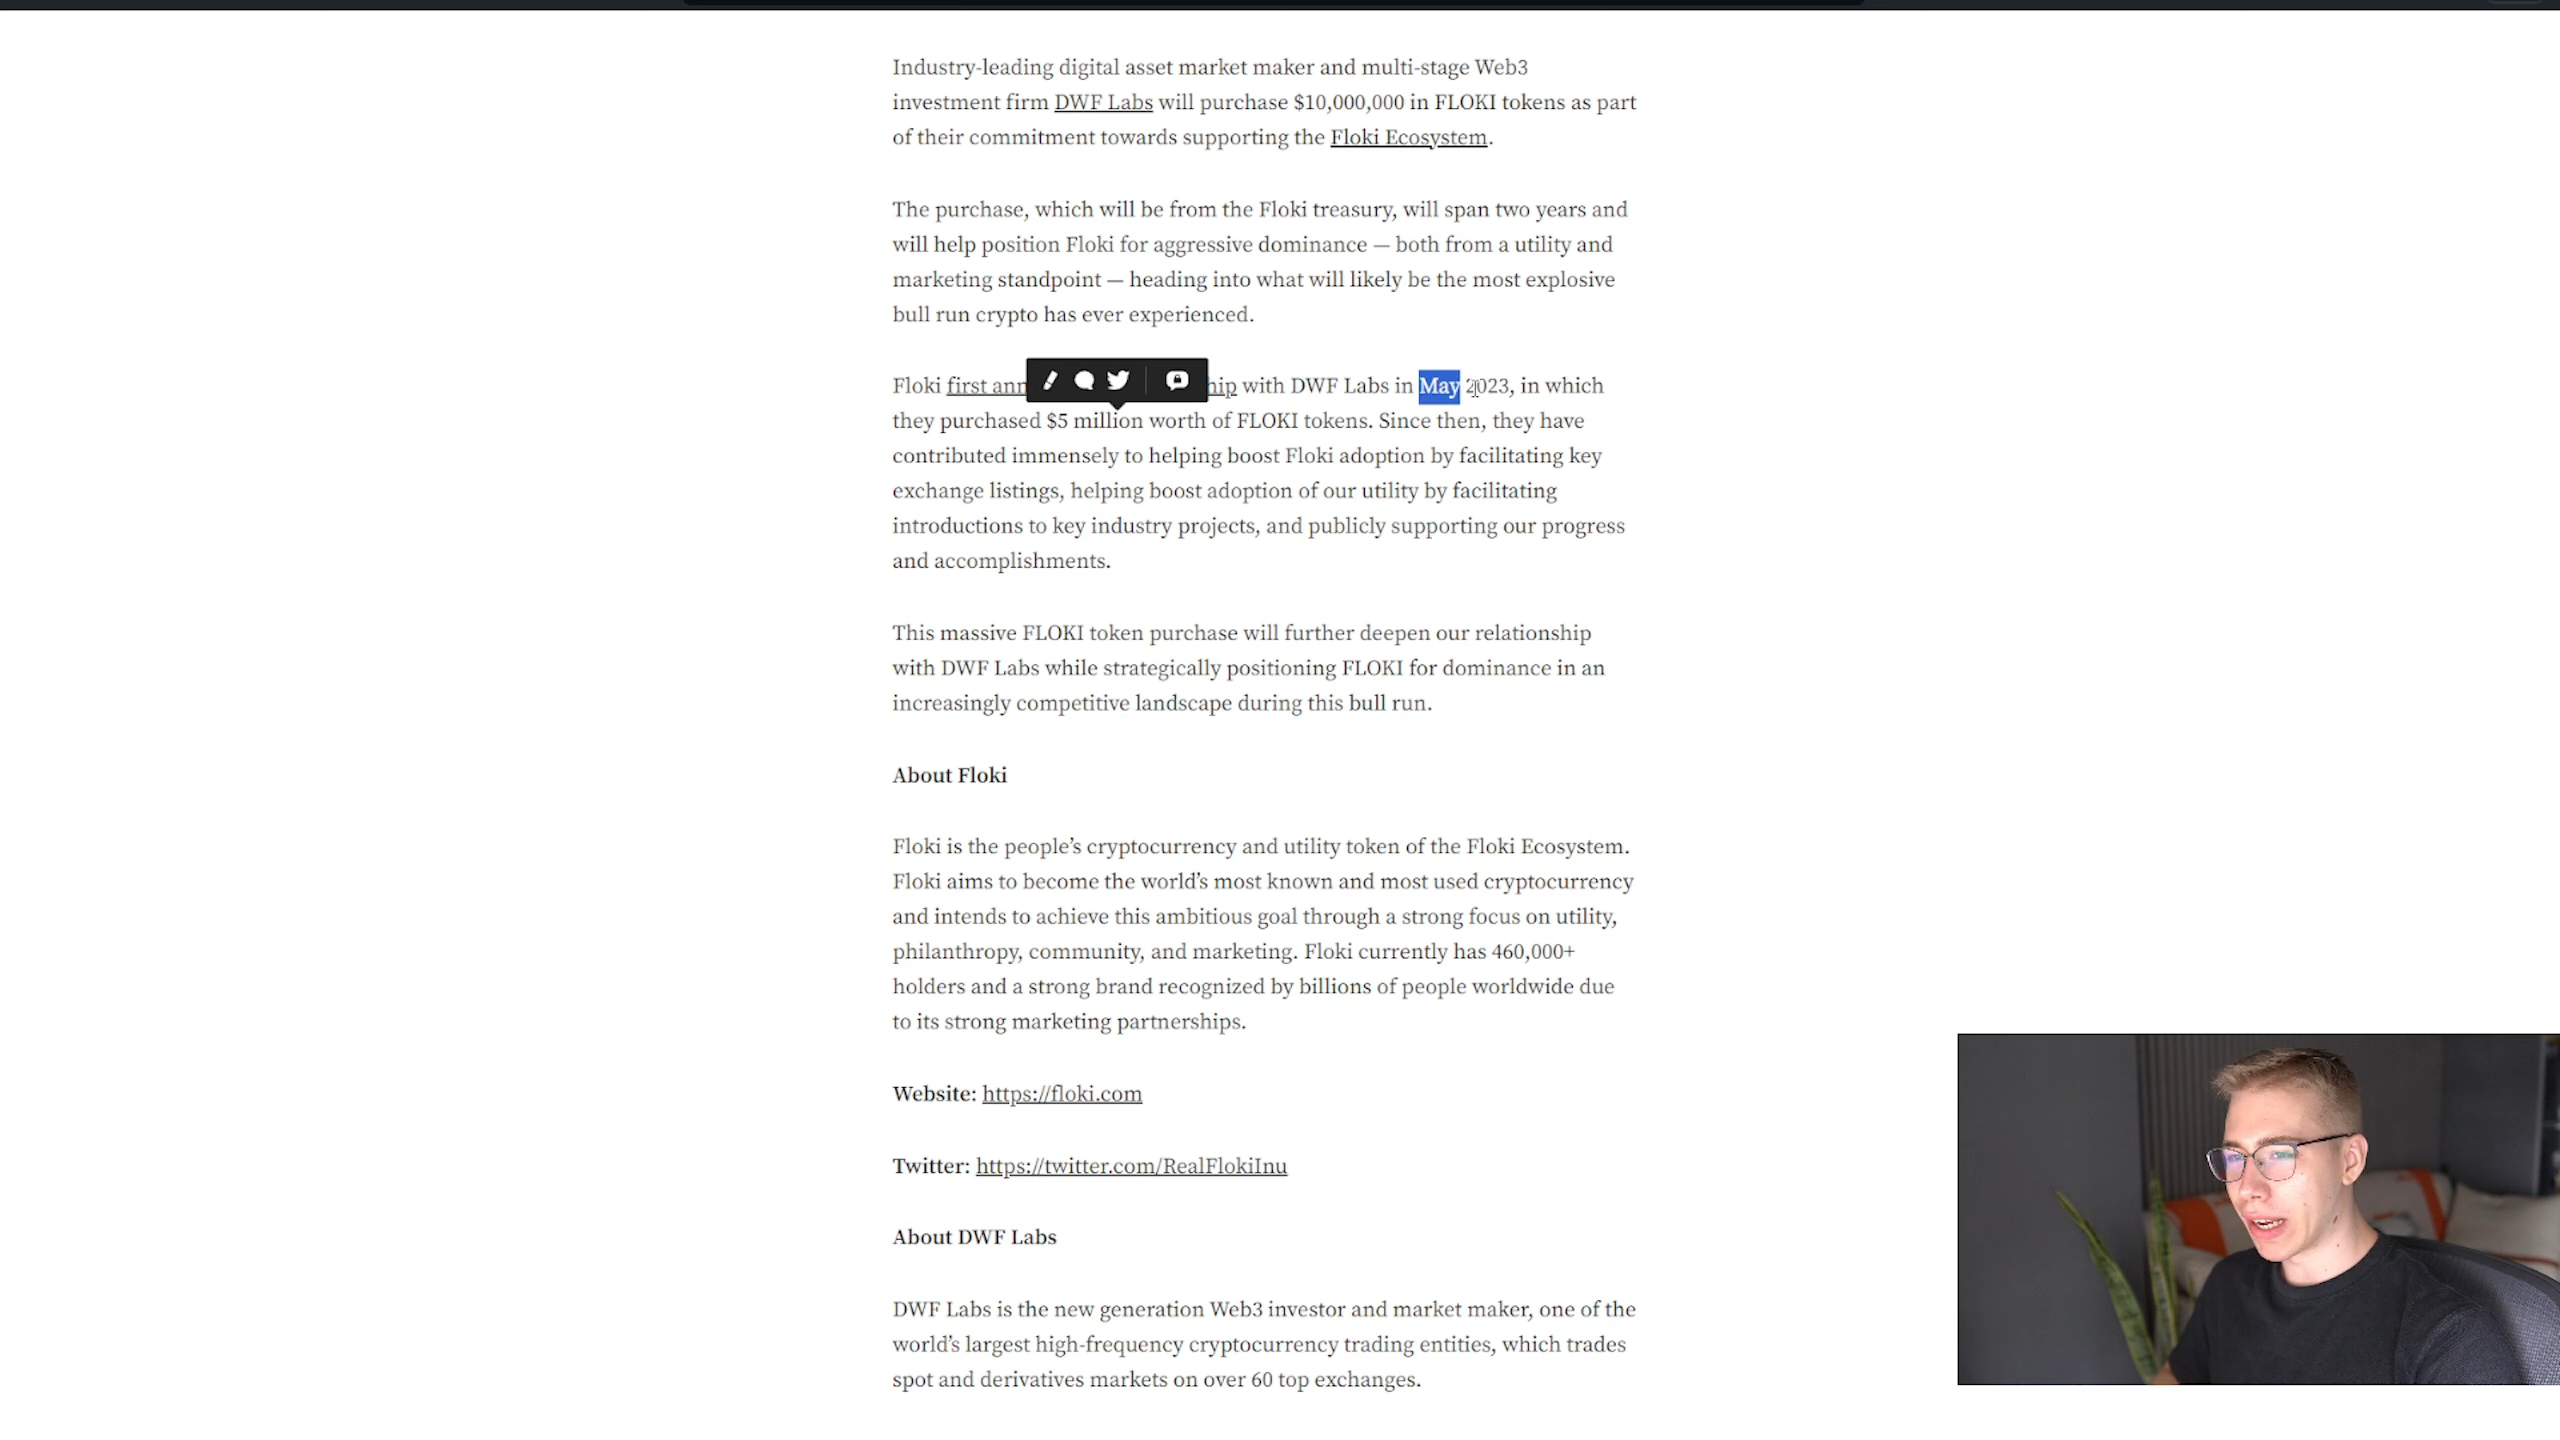 Industry-leading digital asset market maker and multi-stage Web3
investment firm DWF Labs will purchase $10,000,000 in FLOKI tokens as part
of their commitment towards supporting the Floki Ecosystem.
The purchase, which will be from the Floki treasury, will span two years and
will help position Floki for aggressive dominance — both from a utility and
marketing standpoint — heading into what will likely be the most explosive
bull run crypto has ever experienced.
Floki first ann hip with DWF Labs in May 2023, in which
they purchased $5 million worth of FLOKI tokens. Since then, they have
contributed immensely to helping boost Floki adoption by facilitating key
exchange listings, helping boost adoption of our utility by facilitating
introductions to key industry projects, and publicly supporting our progress
and accomplishments.
This massive FLOKI token purchase will further deepen our relationship
with DWF Labs while strategically positioning FLOKI for dominance in an
increasingly competitive landscape during this bull run.
About Floki
Floki is the people’s cryptocurrency and utility token of the Floki Ecosystem.
Floki aims to become the world’s most known and most used cryptocurrency
and intends to achieve this ambitious goal through a strong focus on utility,
philanthropy, community, and marketing. Floki currently has 460,000+
holders and a strong brand recognized by billions of people worldwide due
to its strong marketing partnerships.
Website: https://floki.com
Twitter: https://twitter.com/RealFlokiInu
About DWF Labs
DWF Labs is the new generation Web3 investor and market maker, one of the
world’s largest high-frequency cryptocurrency trading entities, which trades
spot and derivatives markets on over 60 top exchanges.